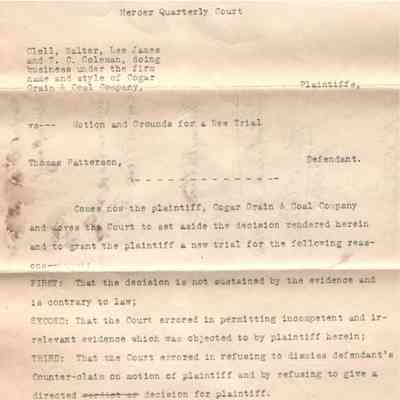 Mercer Quarterly Court
Clell, Walter, Lee James
and T. C. Coleman, doing
business under the firm
name and style of Cogar
Grain & Coal Company, Plaintiffs,
vs--- Motion and Grounds for a New Trial
Thomas Patterson, Defendant.
Comes now the plaintiff, Cogar Grain & Coal Company
and moves the Court to set aside the decision rendered herein
and to grant the plaintiff a new trial for the following reas-
ons--
FIRST: That the decision is not sustained by the evidence and
is contrary to law;
SECOND: That the Court errored in permitting incompetent and ir-
relevant evidence which was objected to by plaintiff herein;
THIRD: That the Court errored in refusing to dismiss defendant's
Counter-claim on motion of plaintiff and by refusing to give a
directed verdict or decision for plaintiff.